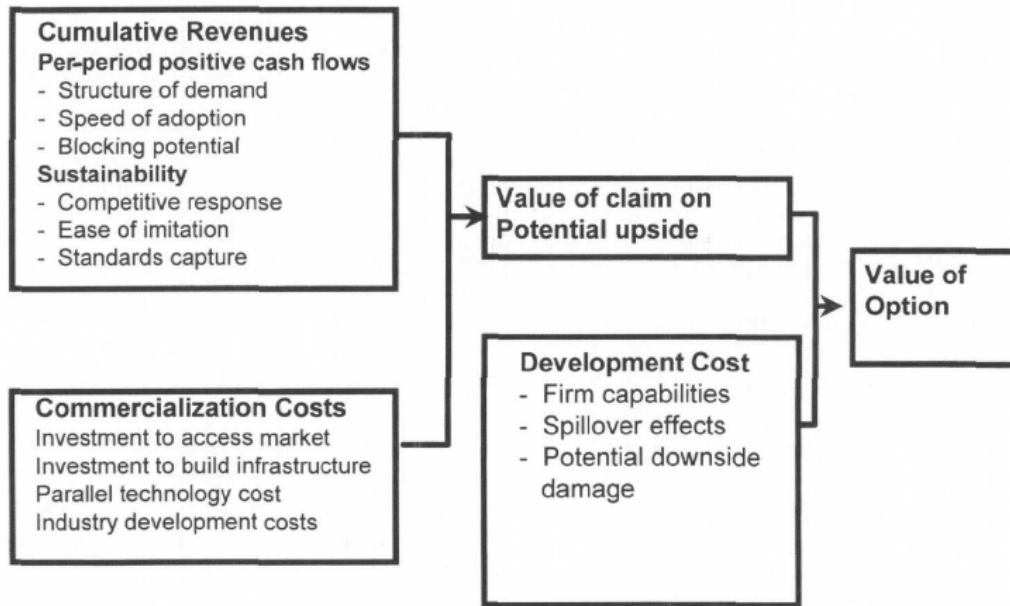 Cumulative Revenues
Per-period positive cash flows
- Structure of demand
- Speed of adoption
- Blocking potential
Sustainability
- Competitive response
- Ease of imitation
- Standards capture
Commercialization Costs
Investment to access market
Investment to build infrastructure
Parallel technology cost
Industry development costs
Value of claim on
Potential upside
Development Cost
- Firm capabilities
- Spillover effects
- Potential downside
damage
Value of
Option